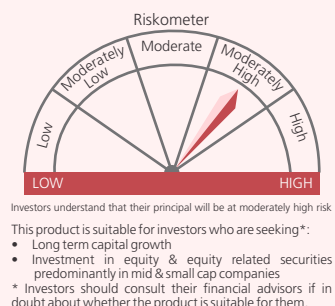 Riskometer
Moderate
Moderately
Low
Moderately
High
Low
High
LOW
HIGH
Investors understand that their principal will be at moderately high risk
This product is suitable for investors who are seeking*:
• Long term capital growth
• Investment in equity & equity related securities
predominantly in mid & small cap companies
* Investors should consult their financial advisors if in
doubt about whether the product is suitable for them.